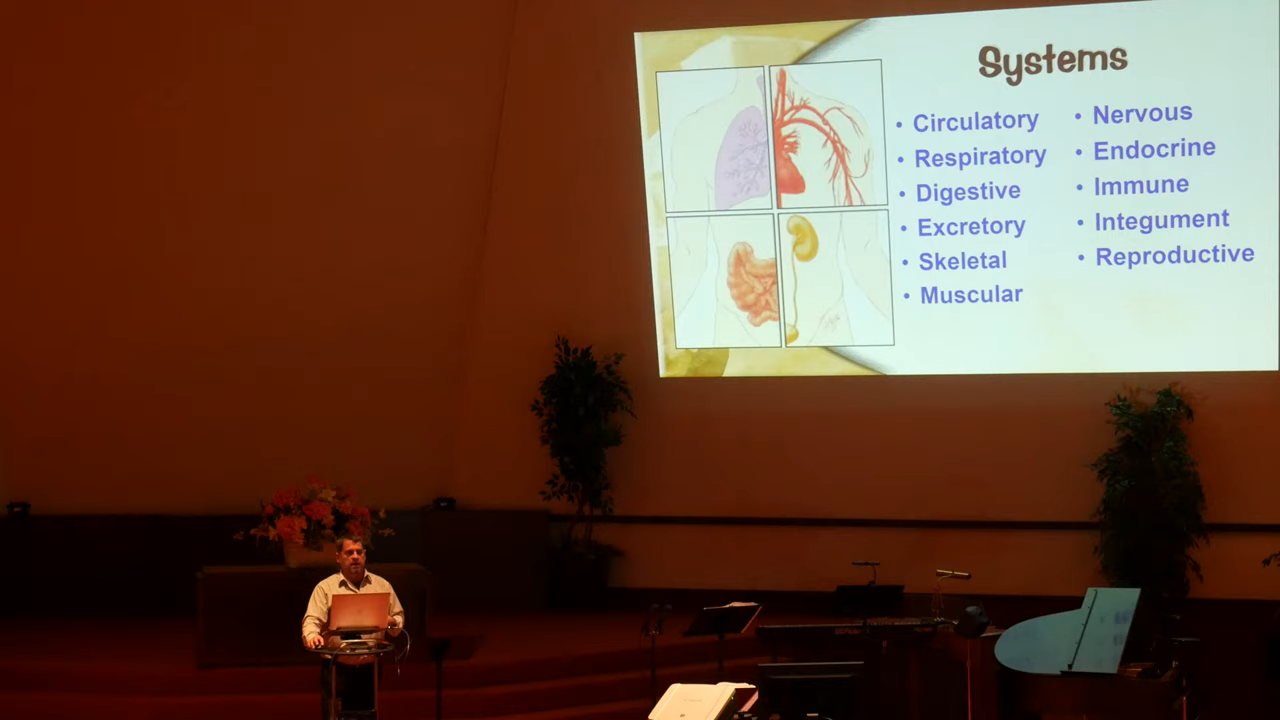 Systems
• Circulatory
• Respiratory
• Digestive
• Excretory
• Skeletal
• Muscular
• Nervous
• Endocrine
• Immune
• Integument
• Reproductive